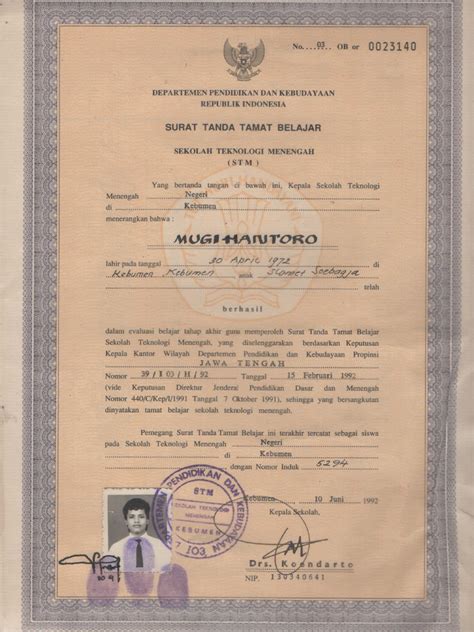 No. 03 OB or 0023140
DEPARTEMEN PENDIDIKAN DAN KEBUDAYAAN
REPUBLIK INDONESIA
SURAT TANDA TAMAT BELAJAR
SEKOLAH TEKNOLOGI MENENGAH
( STM )
Yang bertanda tangan di bawah ini, Kepala Sekolah Teknologi
Menengah Negeri
di Kebumen
menerangkan bahwa :
MUGI HANTORO
lahir pada tanggal 30 April 1972 di
Kebumen Kebumen anak Slamet Soebagja
telah
berhasil
dalam evaluasi belajar tahap akhir guna memperoleh Surat Tanda Tamat Belajar
Sekolah Teknologi Menengah, yang diselenggarakan berdasarkan Keputusan
Kepala Kantor Wilayah Departemen Pendidikan dan Kebudayaan Propinsi
JAWA TENGAH
Nomor 39/I03/M/92 Tanggal 15 Februari 1992
(vide Keputusan Direktur Jenderal Pendidikan Dasar dan Menengah
Nomor 440/C/Kep/I/1991 Tanggal 7 Oktober 1991), sehingga yang bersangkutan
dinyatakan tamat belajar sekolah teknologi menengah.
Pemegang Surat Tanda Tamat Belajar ini terakhir tercatat sebagai siswa
pada Sekolah Teknologi Menengah Negeri
di Kebumen
dengan Nomor Induk 5294
Kebumen 10 Juni 1992
Kepala Sekolah,
DEPARTEMEN PENDIDIKAN DAN KEBUDAYAAN
STM
SEKOLAH TEKNOLOGI
MENENGAH
KEBUMEN
Drs. Koendarto
NIP. 130340641